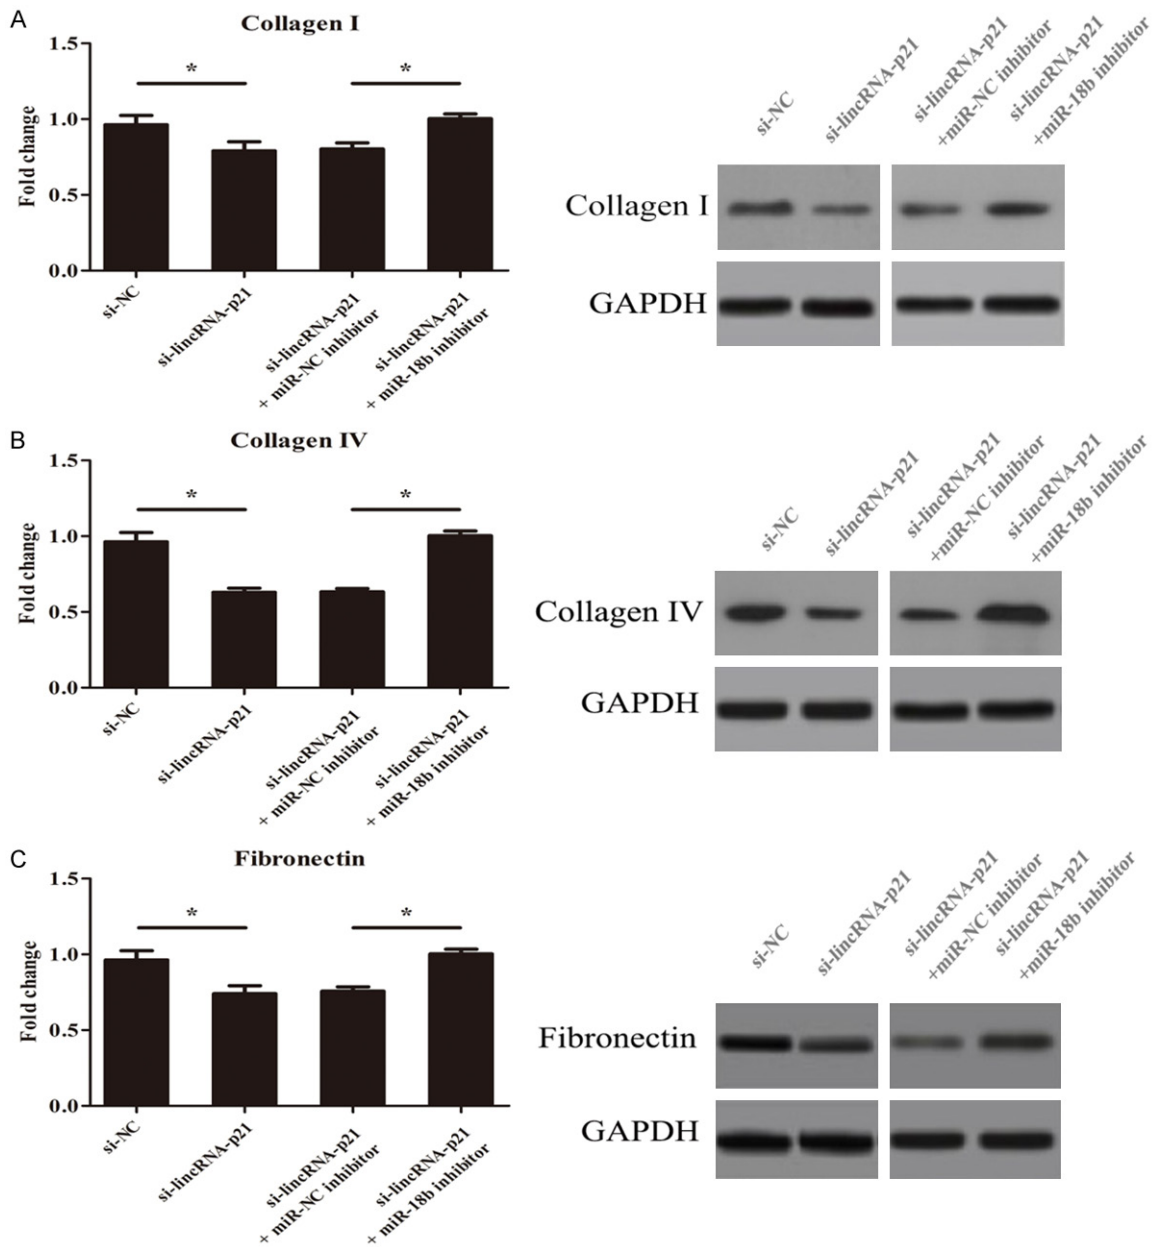 A
Collagen I
1.5
1.0
0.5
0.0
Fold change
*
*
si-NC
si-lincRNA-p21
si-lincRNA-p21
+ miR-NC inhibitor
si-lincRNA-p21
+ miR-18b inhibitor
si-NC
si-lincRNA-p21
si-lincRNA-p21
+miR-NC inhibitor
si-lincRNA-p21
+miR-18b inhibitor
Collagen I
GAPDH
B
Collagen IV
1.5
1.0
0.5
0.0
Fold change
*
*
si-NC
si-lincRNA-p21
si-lincRNA-p21
+ miR-NC inhibitor
si-lincRNA-p21
+ miR-18b inhibitor
si-NC
si-lincRNA-p21
si-lincRNA-p21
+miR-NC inhibitor
si-lincRNA-p21
+miR-18b inhibitor
Collagen IV
GAPDH
C
Fibronectin
1.5
1.0
0.5
0.0
Fold change
*
*
si-NC
si-lincRNA-p21
si-lincRNA-p21
+ miR-NC inhibitor
si-lincRNA-p21
+ miR-18b inhibitor
si-NC
si-lincRNA-p21
si-lincRNA-p21
+miR-NC inhibitor
si-lincRNA-p21
+miR-18b inhibitor
Fibronectin
GAPDH